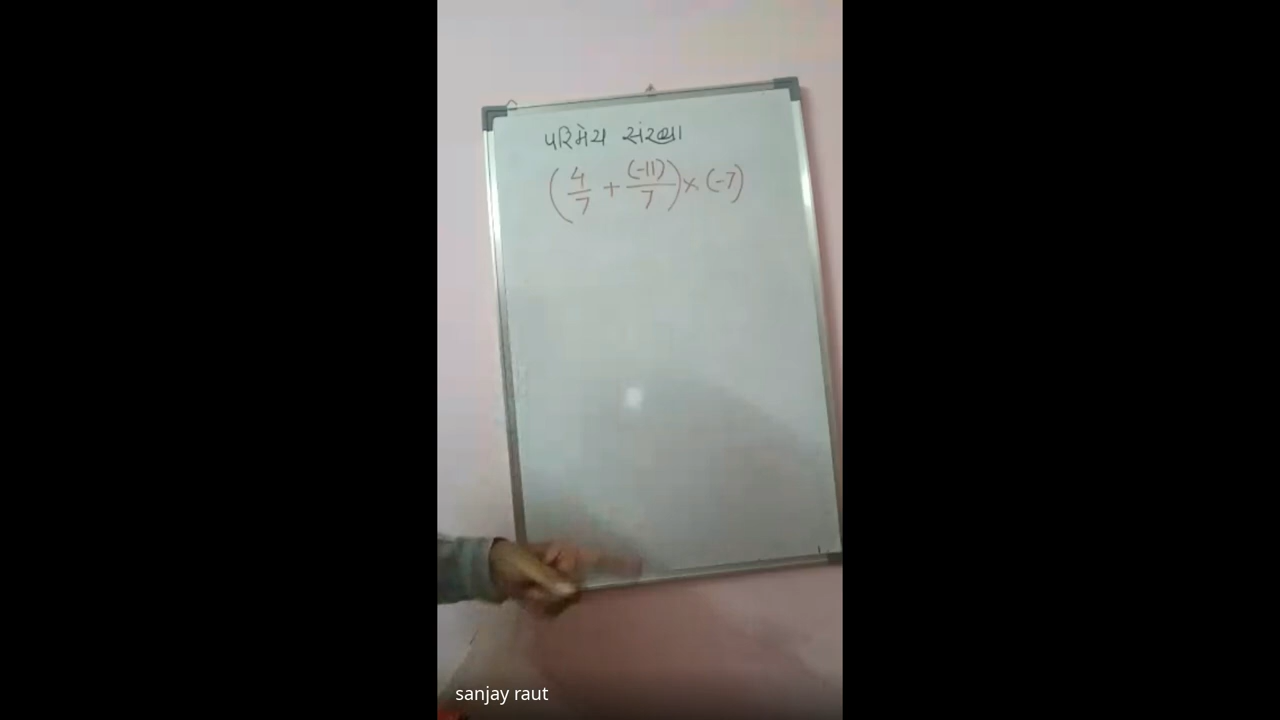 પરિમેય સંખ્યા
(4/7 + (-11)/7) × (-7)
sanjay raut